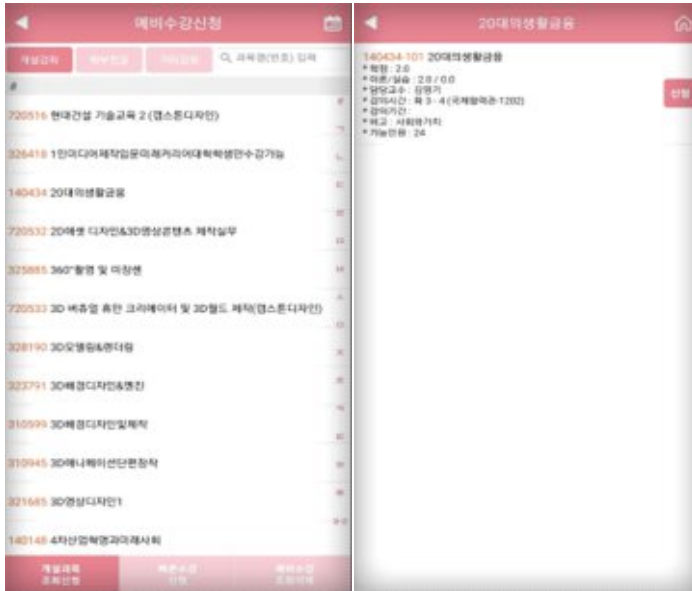 예비수강신청
개설강좌
과목명(번호) 입력
#
720516 현대건설 기술교육 2 (캡스톤디자인)
326418 1인미디어제작입문미래커리어대학학생만수강가능
140434 20대의생활금융
720532 2D에셋 디자인&3D영상콘텐츠 제작실무
325885 360°촬영 및 미장센
720533 3D 버츄얼 휴먼 크리에이터 및 3D월드 제작(캡스톤디자인)
328190 3D모델링&렌더링
323791 3D배경디자인&엔진
310599 3D배경디자인및제작
310945 3D애니메이션단편창작
321685 3D영상디자인1
140148 4차산업혁명과미래사회
개설과목
조회신청
빠른수강
신청
예비수강
조회삭제
20대의생활금융
140434-101 20대의생활금융
* 학점 : 2.0
* 이론/실습 : 2.0 / 0.0
* 담당교수 : 김명기
* 강의시간 : 화 3 - 4 (국제협력관-1202)
* 강의기간 :
* 비고 : 사회와가치
* 가능인원 : 24
신청